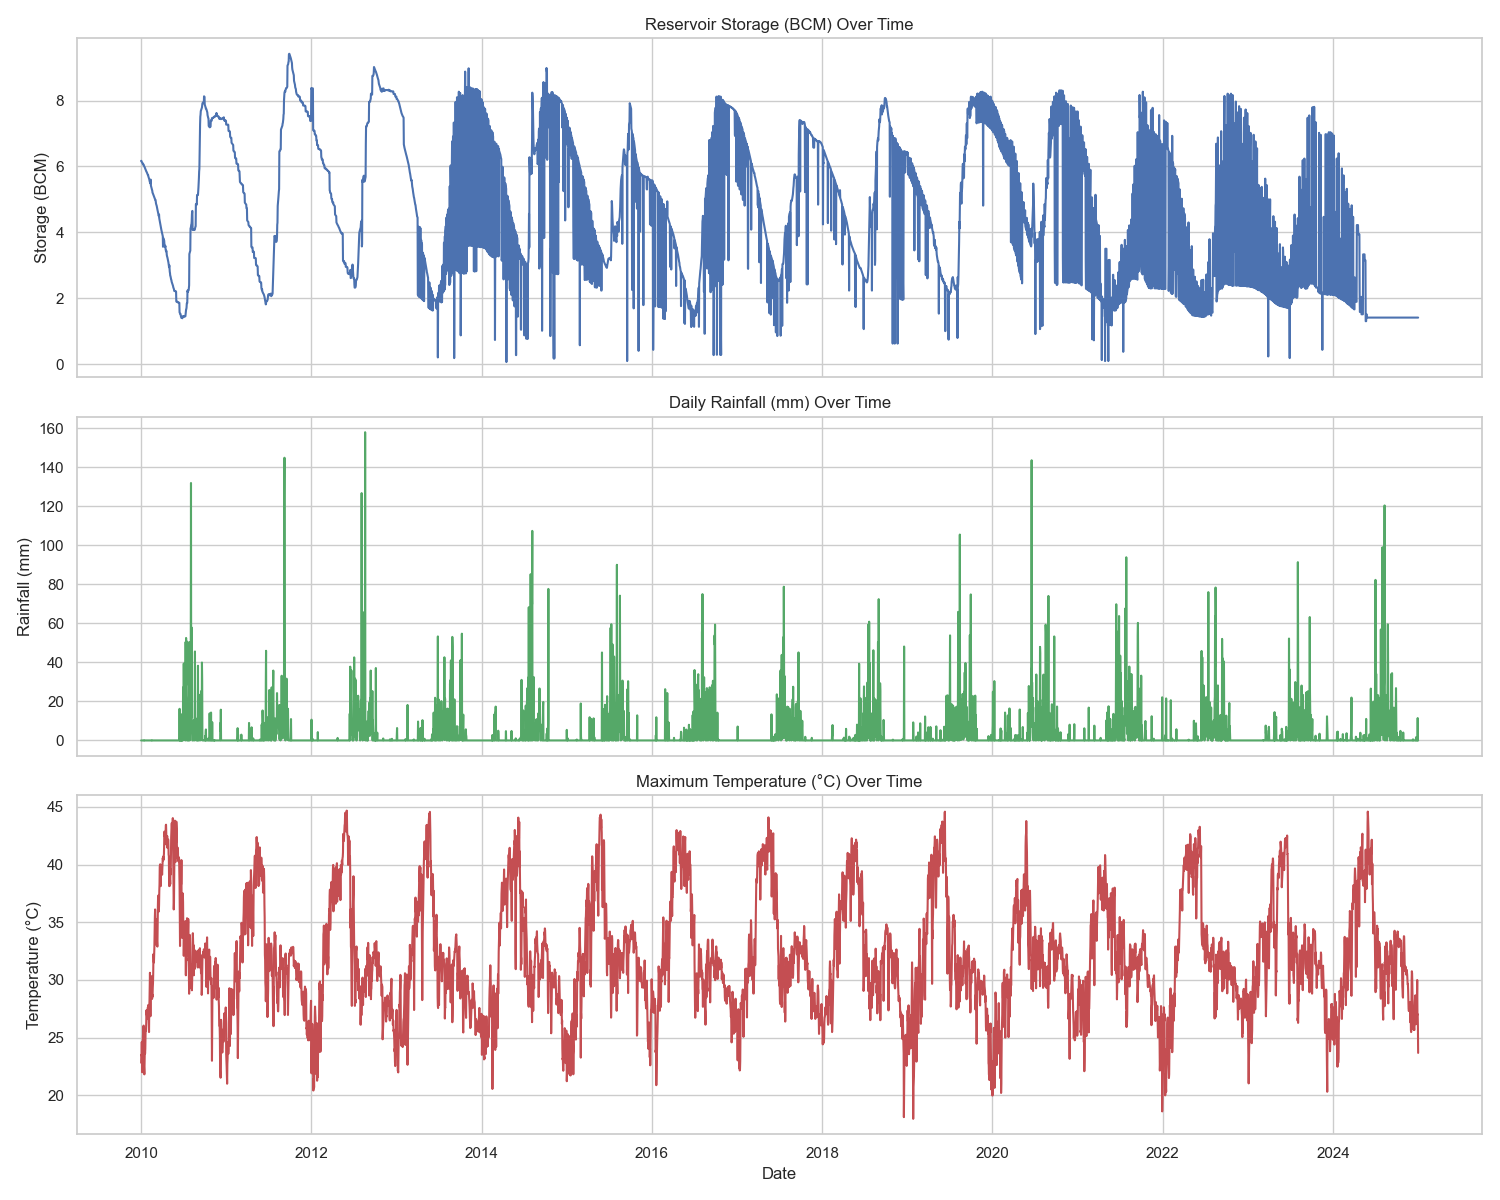 Reservoir Storage (BCM) Over Time
Storage (BCM)
8
6
4
2
0
Daily Rainfall (mm) Over Time
Rainfall (mm)
160
140
120
100
80
60
40
20
0
Maximum Temperature (°C) Over Time
Temperature (°C)
45
40
35
30
25
20
2010 2012 2014 2016 2018 2020 2022 2024
Date